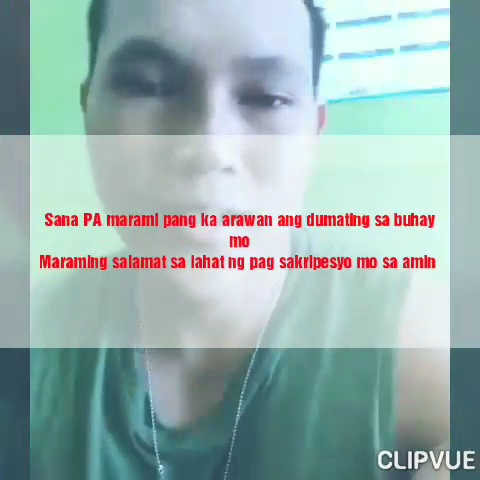 Sana PA marami pang ka arawan ang dumating sa buhay
mo
Maraming salamat sa lahat ng pag sakripesyo mo sa amin
CLIPVUE